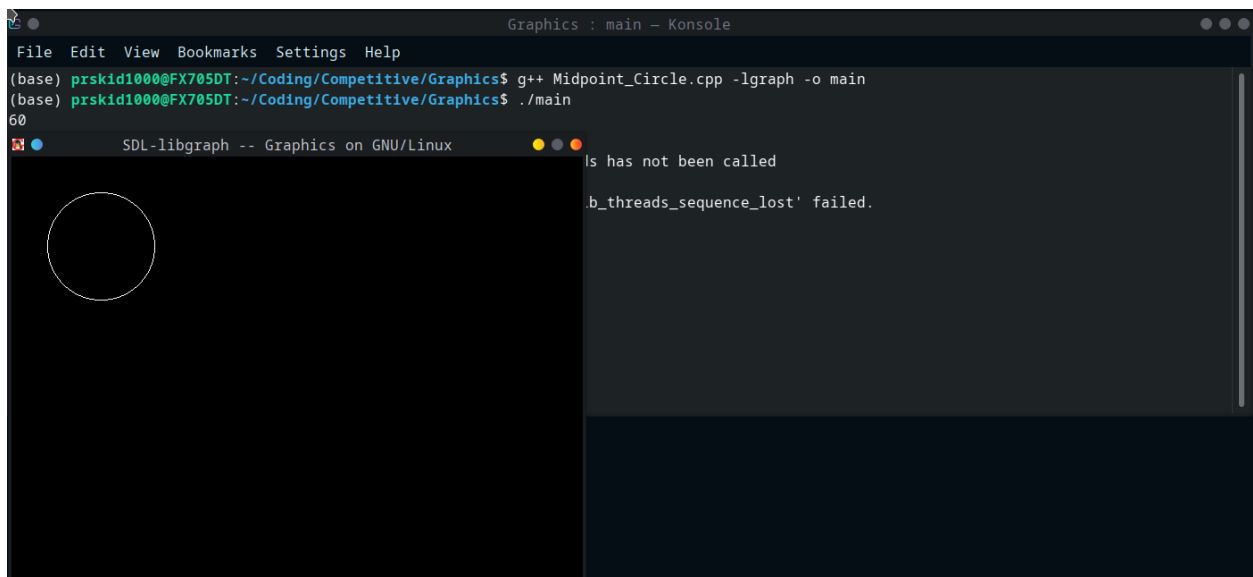 Graphics : main — Konsole
File Edit View Bookmarks Settings Help
(base) prskid1000@FX705DT:~/Coding/Competitive/Graphics$ g++ Midpoint_Circle.cpp -lgraph -o main
(base) prskid1000@FX705DT:~/Coding/Competitive/Graphics$ ./main
60
SDL-libgraph -- Graphics on GNU/Linux
ds has not been called
b_threads_sequence_lost' failed.